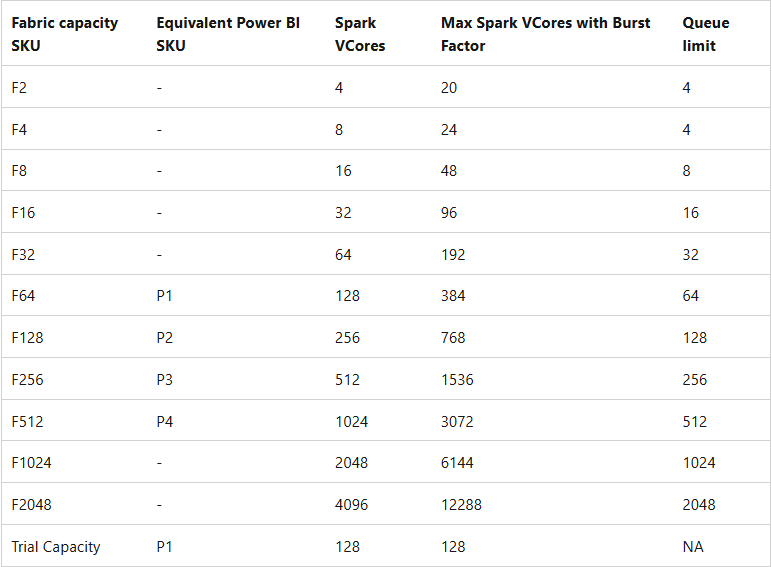 Fabric capacity SKU Equivalent Power BI SKU Spark VCores Max Spark VCores with Burst Factor Queue limit
F2 - 4 20 4
F4 - 8 24 4
F8 - 16 48 8
F16 - 32 96 16
F32 - 64 192 32
F64 P1 128 384 64
F128 P2 256 768 128
F256 P3 512 1536 256
F512 P4 1024 3072 512
F1024 - 2048 6144 1024
F2048 - 4096 12288 2048
Trial Capacity P1 128 128 NA